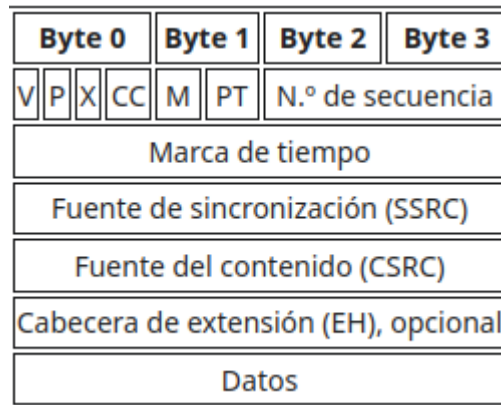 Byte 0 Byte 1 Byte 2 Byte 3
V P X CC M PT N.º de secuencia
Marca de tiempo
Fuente de sincronización (SSRC)
Fuente del contenido (CSRC)
Cabecera de extensión (EH), opcional
Datos